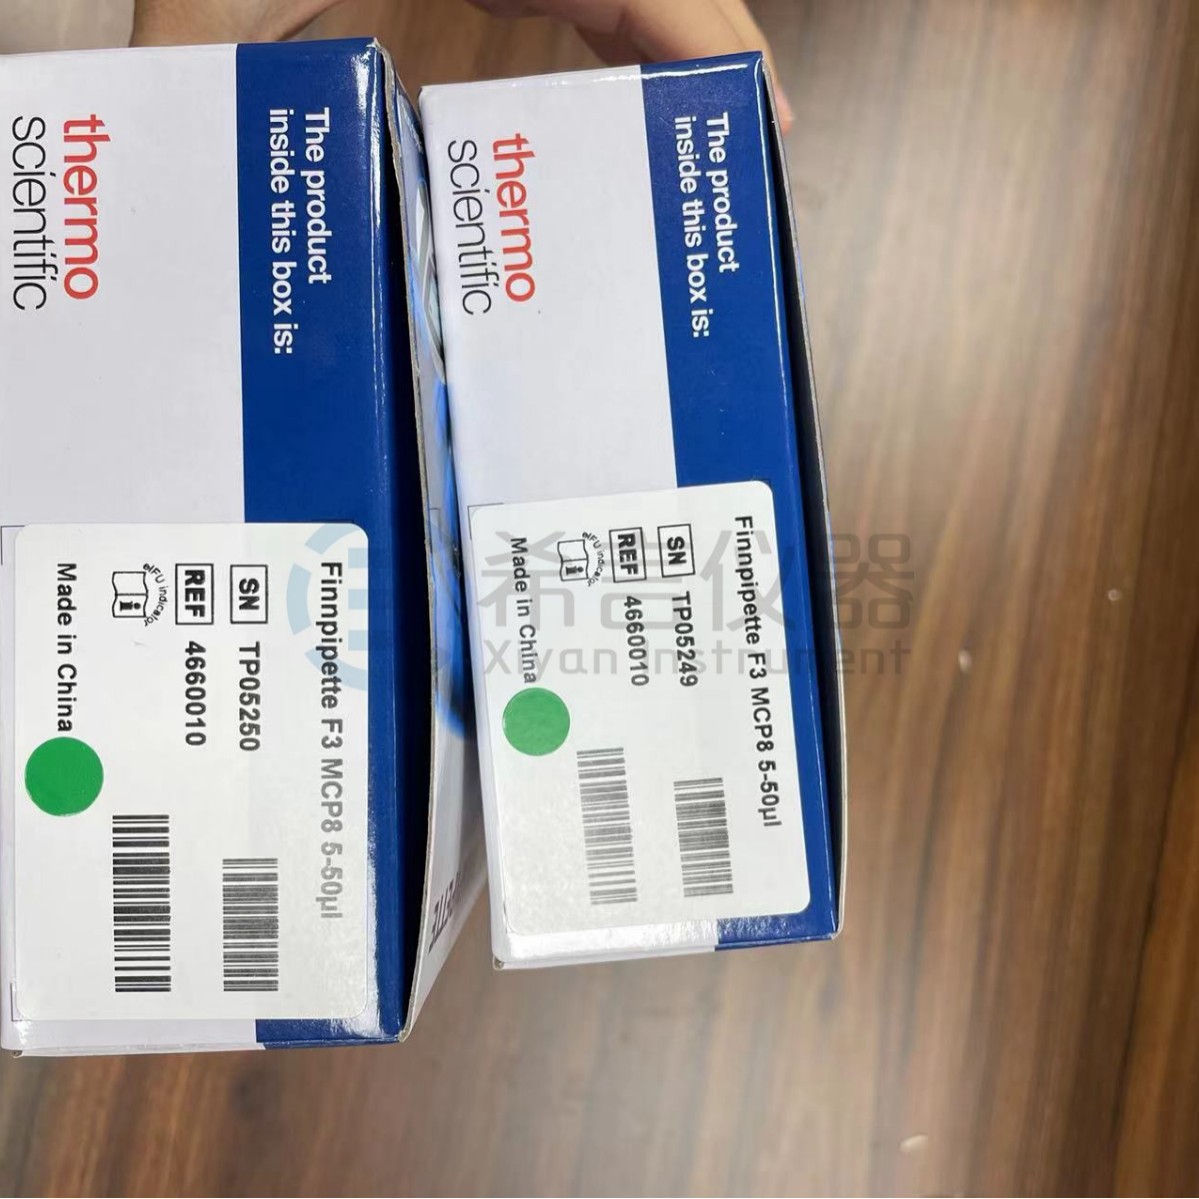 thermo
scientific
The product
inside this box is:
Finnpipette F3 MCP8 5-50µl
SN TP05250
REF 4660010
eIFU indicator
Made in China
thermo
scientific
The product
inside this box is:
Finnpipette F3 MCP8 5-50µl
SN TP05249
REF 4660010
eIFU indicator
Made in China
希言仪器
Xiyan Instrument